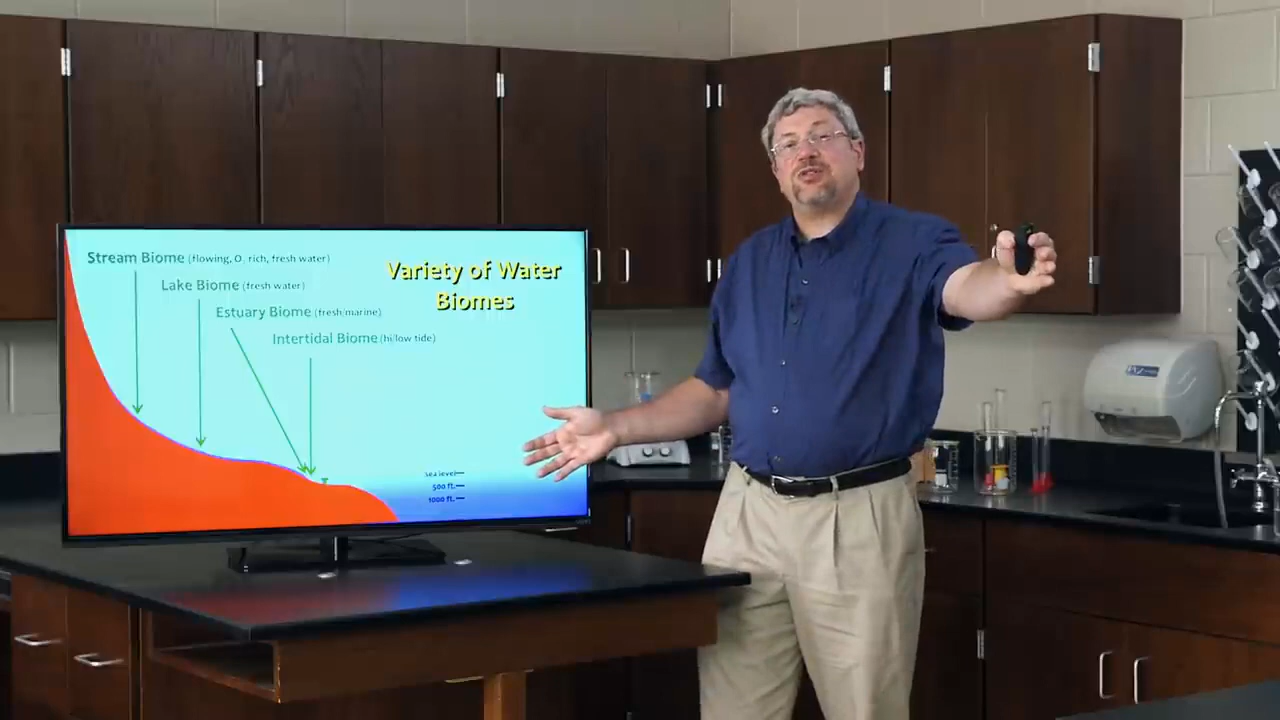 Stream Biome (flowing, O, rich, fresh water)
Lake Biome (fresh water)
Estuary Biome (fresh/marine)
Intertidal Biome (hi/low tide)
Variety of Water
Biomes
Sea level—
500 ft.—
1000 ft.—